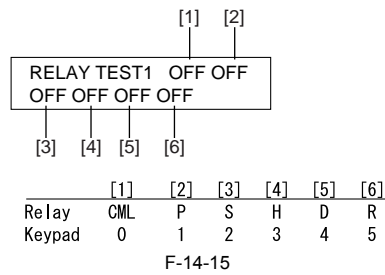 [1] [2]
RELAY TEST1 OFF OFF
OFF OFF OFF OFF
[3] [4] [5] [6]
[1] [2] [3] [4] [5] [6]
Relay CML P S H D R
Keypad 0 1 2 3 4 5
F-14-15